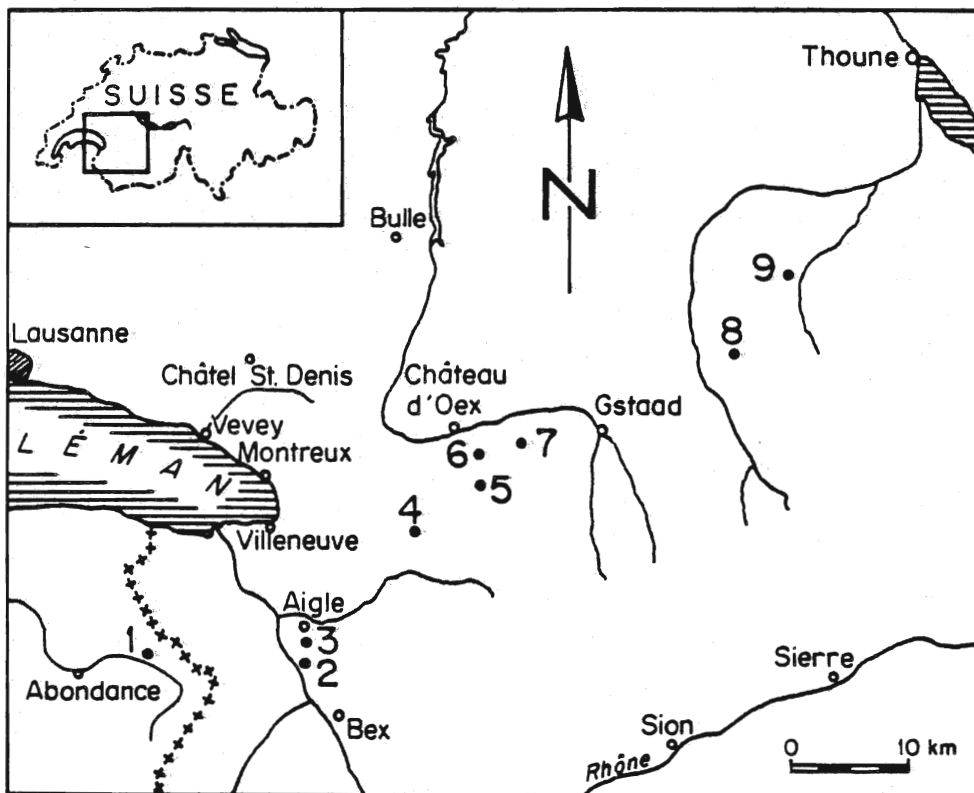 SUISSE
Thoune
N
Bulle
9
8
Lausanne
Châtel St. Denis
Château
d'Oex
Gstaad
Vevey
LÉMAN
Montreux
6
7
5
4
Villeneuve
Aigle
3
1
2
Abondance
Bex
Sierre
Sion
Rhône
0 10 km